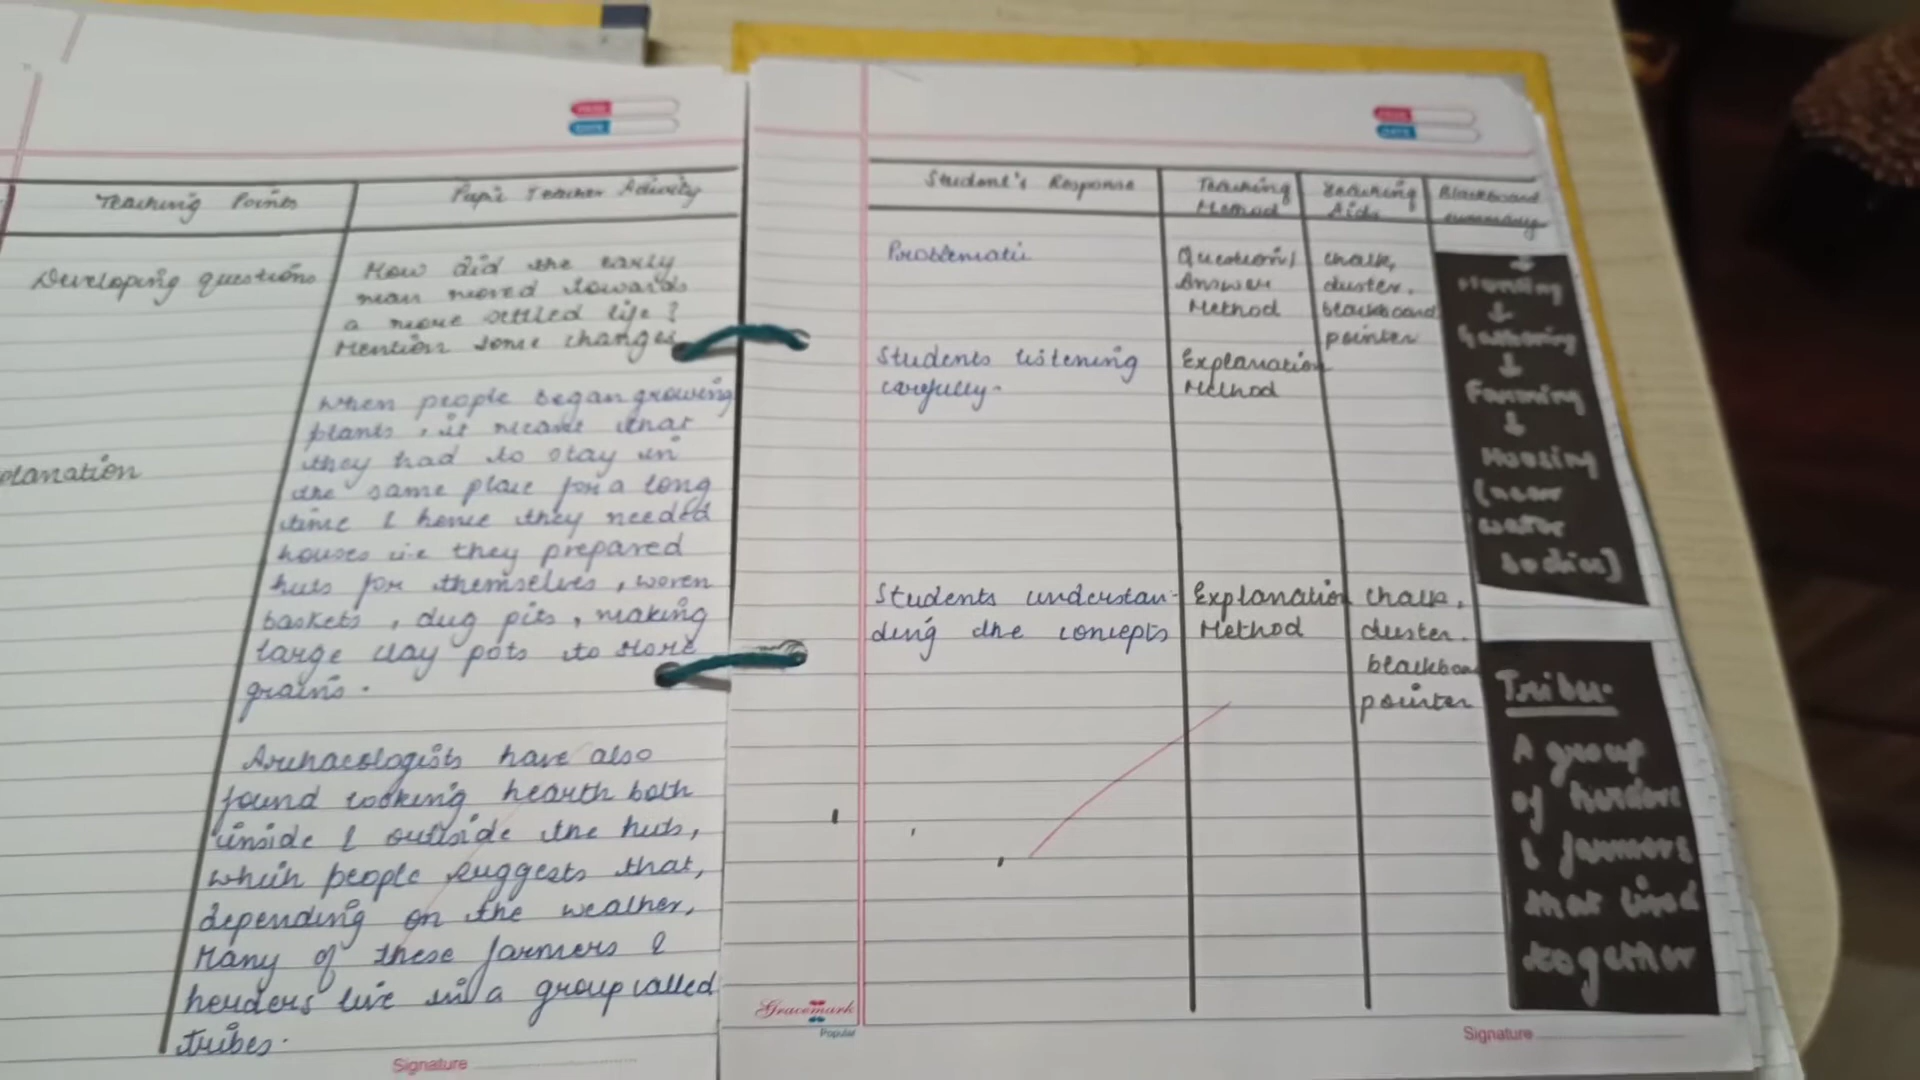 PAGE
DATE
Teaching Points
Pupil Teacher Activity
Developing questions
How did the early
man moved towards
a more settled life?
Mention some changes
planation
when people began growing
plants, it means that
they had to stay in
the same place for a long
time & hence they needed
houses i.e they prepared
huts for themselves, woven
baskets, dug pits, making
large clay pots to store
grains.
Archaeologists have also
found cooking hearth both
inside & outside the huts,
which people suggests that,
depending on the weather,
Many of these farmers &
herders live in a group called
tribes.
Signature
PAGE
DATE
Student's Response
Teaching
Method
Teaching
Aids
Blackboard
summary
Problematic
Question/
Answer
Method
chalk,
duster,
blackboard
pointer
Students listening
carefully.
Explanation
Method
Students understan-
ding the concepts
Explanation
Method
chalk,
duster.
blackboa
pointer
↓
Hunting
↓
Gathering
↓
Farming
↓
Housing
(near
water
bodies)
Tribe-
A group
of herders
& farmers
that lived
together
Gracemark
Popular
Signature